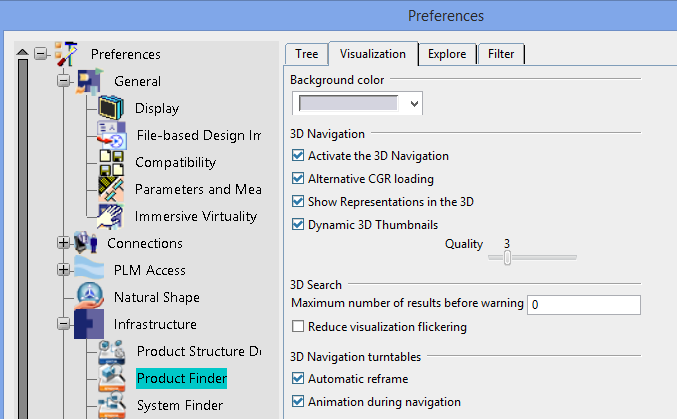 Preferences
Preferences
General
Display
File-based Design Im
Compatibility
Parameters and Mea
Immersive Virtuality
Connections
PLM Access
Natural Shape
Infrastructure
Product Structure De
Product Finder
System Finder
Tree Visualization Explore Filter
Background color
3D Navigation
Activate the 3D Navigation
Alternative CGR loading
Show Representations in the 3D
Dynamic 3D Thumbnails
Quality 3
3D Search
Maximum number of results before warning 0
Reduce visualization flickering
3D Navigation turntables
Automatic reframe
Animation during navigation